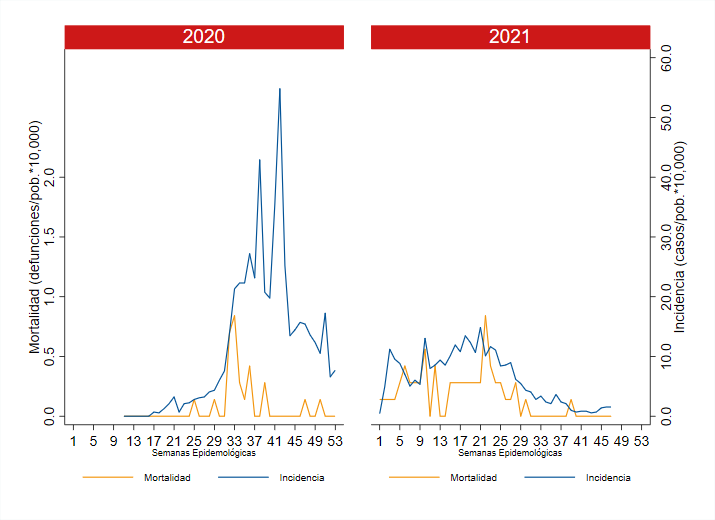 2020
2021
Mortalidad (defunciones/pob.*10,000)
2.0
1.5
1.0
0.5
0.0
1 5 9 13 17 21 25 29 33 37 41 45 49 53
Semanas Epidemológicas
Mortalidad Incidencia
60.0
50.0
40.0
30.0
20.0
10.0
0.0
Incidencia (casos/pob.*10,000)
1 5 9 13 17 21 25 29 33 37 41 45 49 53
Semanas Epidemológicas
Mortalidad Incidencia